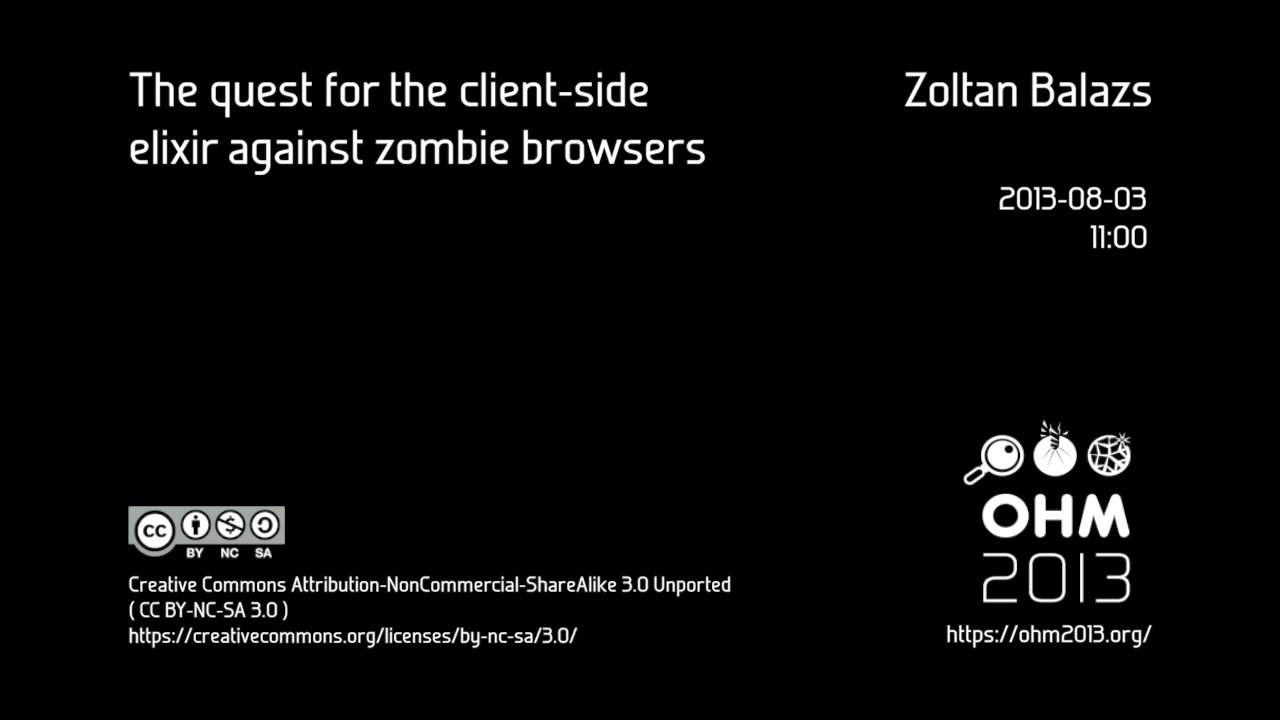 The quest for the client-side
elixir against zombie browsers
Zoltan Balazs
2013-08-03
11:00
CC
BY NC SA
Creative Commons Attribution-NonCommercial-ShareAlike 3.0 Unported
( CC BY-NC-SA 3.0 )
https://creativecommons.org/licenses/by-nc-sa/3.0/
OHM
2013
https://ohm2013.org/